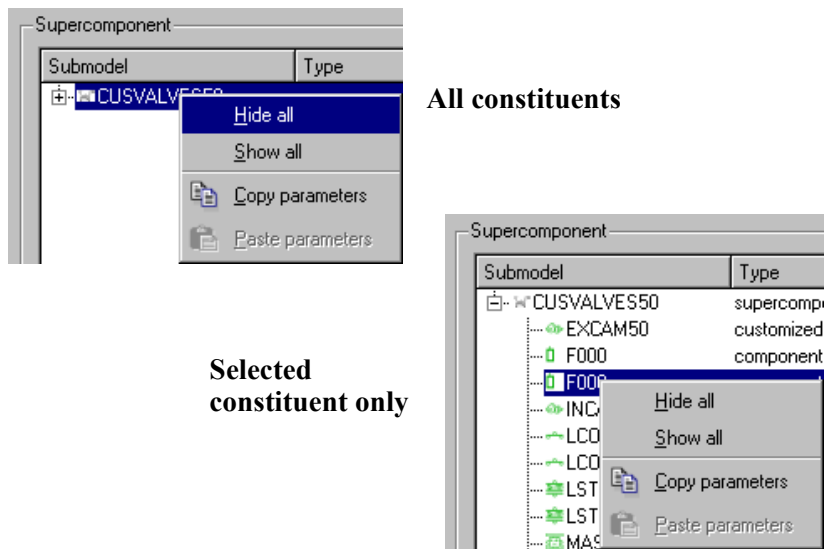 Supercomponent
Submodel Type
Hide all
Show all
Copy parameters
Paste parameters
All constituents
Supercomponent
Submodel Type
CUSVALVES50
EXCAM50 customized
F000 component
Hide all
Show all
Copy parameters
Paste parameters
Selected
constituent only